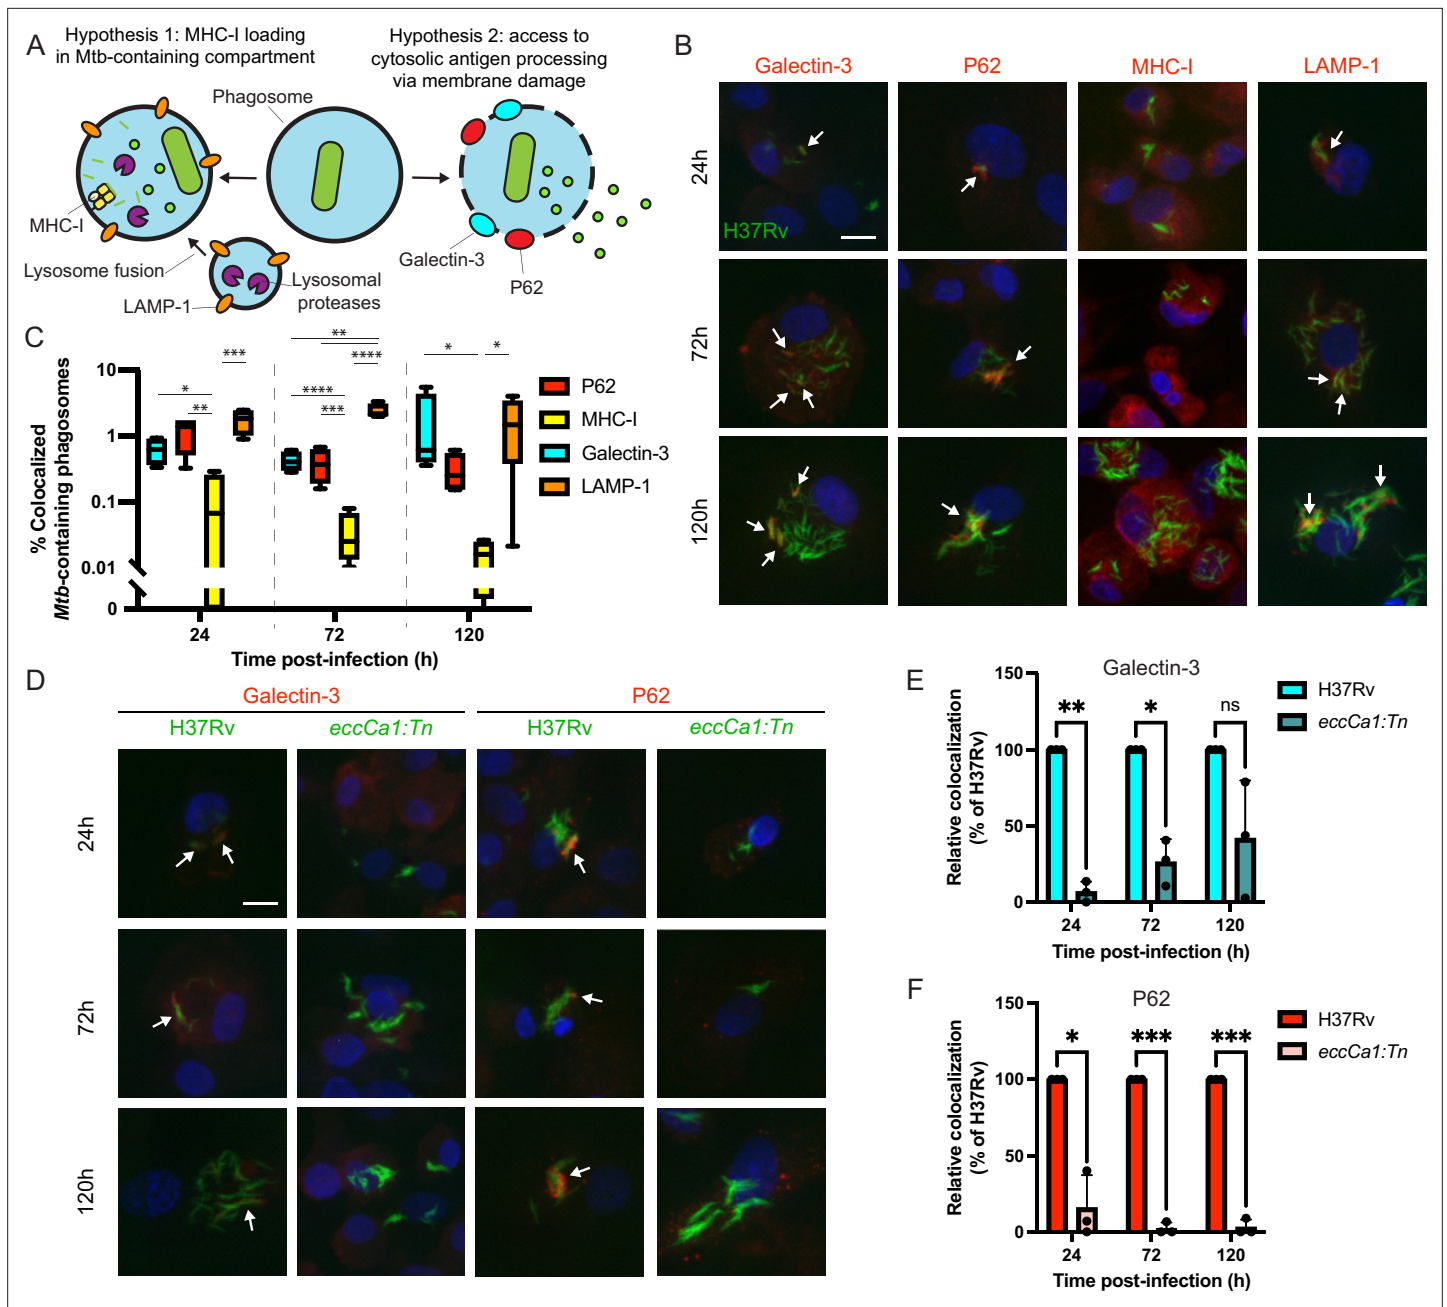 A
Hypothesis 1: MHC-I loading
in Mtb-containing compartment
Hypothesis 2: access to
cytosolic antigen processing
via membrane damage
Phagosome
MHC-I
Lysosome fusion
LAMP-1
Lysosomal
proteases
Galectin-3
P62
B
Galectin-3 P62 MHC-I LAMP-1
24h
H37Rv
72h
120h
C
% Colocalized
Mtb-containing phagosomes
10
1
0.1
0.01
0
* ** ***
** **** **** ***
* *
P62
MHC-I
Galectin-3
LAMP-1
24 72 120
Time post-infection (h)
D
Galectin-3 P62
H37Rv eccCa1:Tn H37Rv eccCa1:Tn
24h
72h
120h
E
Galectin-3
Relative colocalization
(% of H37Rv)
150
100
50
0
** * ns
H37Rv
eccCa1:Tn
24 72 120
Time post-infection (h)
F
P62
Relative colocalization
(% of H37Rv)
150
100
50
0
* *** ***
H37Rv
eccCa1:Tn
24 72 120
Time post-infection (h)